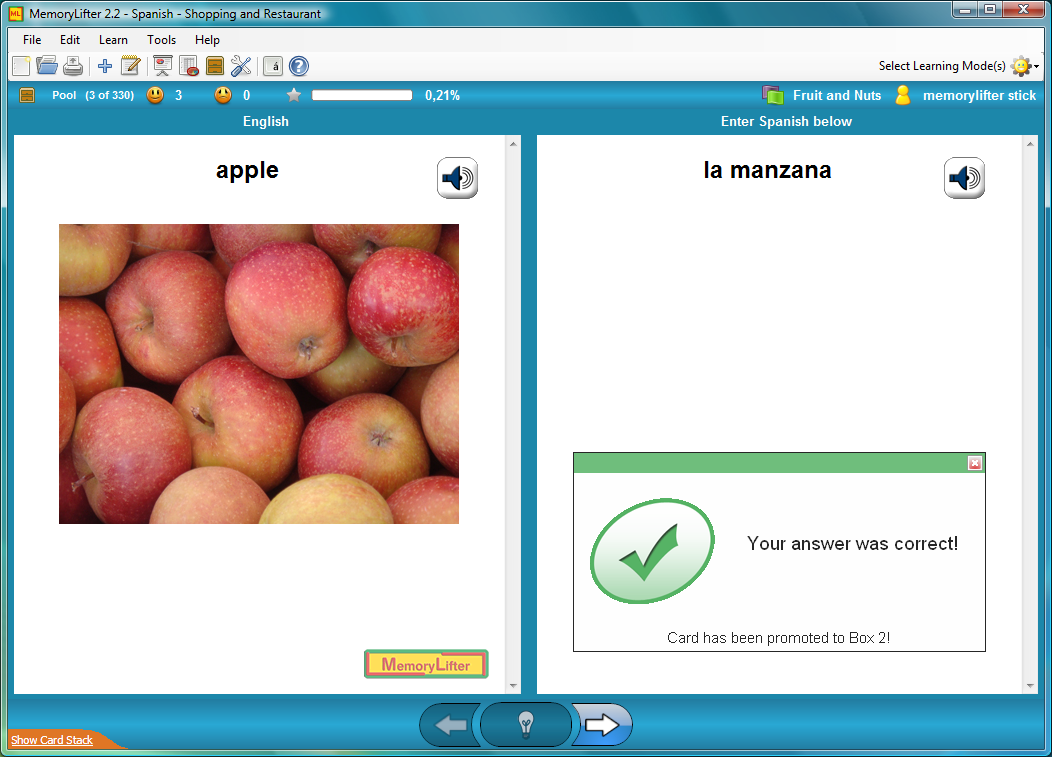 MemoryLifter 2.2 - Spanish - Shopping and Restaurant
File Edit Learn Tools Help
á ?
Select Learning Mode(s)
Pool (3 of 330) 3 0 0,21% Fruit and Nuts memorylifter stick
English
Enter Spanish below
apple
la manzana
Your answer was correct!
Card has been promoted to Box 2!
MemoryLifter
Show Card Stack